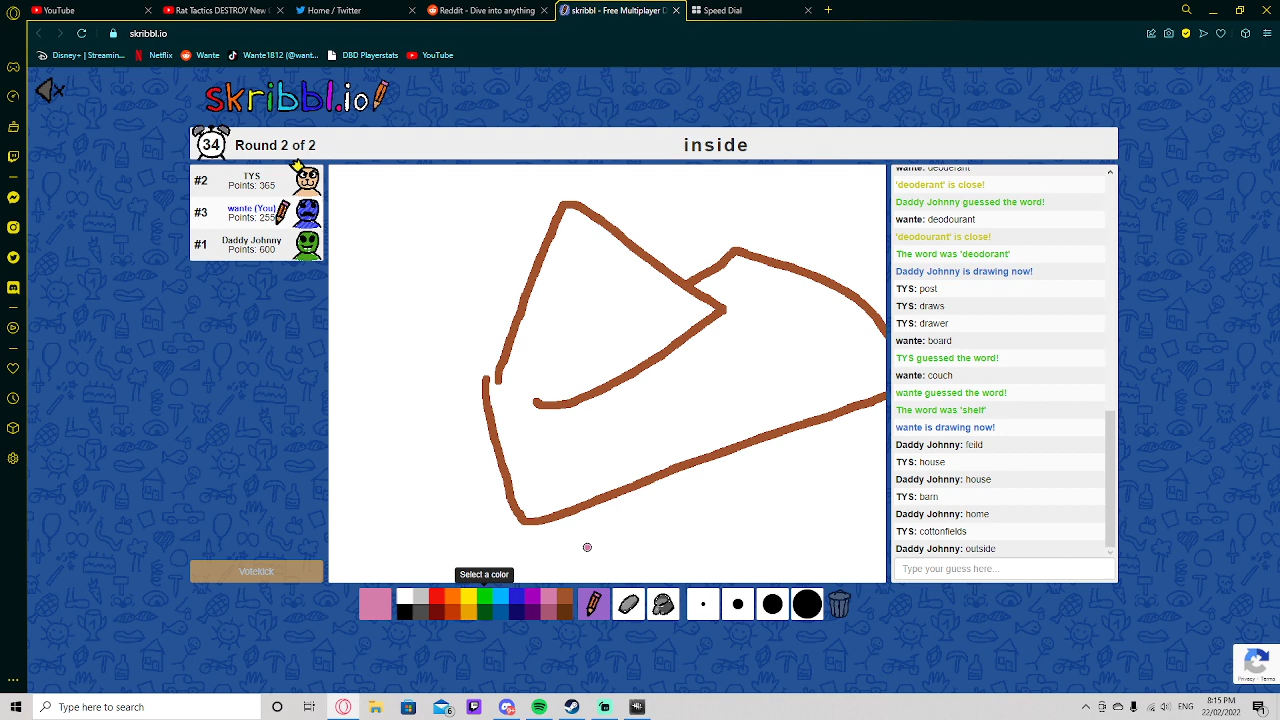 YouTube
Rat Tactics DESTROY New
Home / Twitter
Reddit - Dive into anything
skribbl - Free Multiplayer D
Speed Dial
skribbl.io
Disney+ | Streamin...
Netflix
Wante
Wante1812 (@want...
DBD Playerstats
YouTube
skribbl.io
34
Round 2 of 2
inside
#2
TYS
Points: 365
#3
wante (You)
Points: 255
#1
Daddy Johnny
Points: 600
wante: deoderant
'deoderant' is close!
Daddy Johnny guessed the word!
wante: deodourant
'deodourant' is close!
The word was 'deodorant'
Daddy Johnny is drawing now!
TYS: post
TYS: draws
TYS: drawer
wante: board
TYS guessed the word!
wante: couch
wante guessed the word!
The word was 'shelf'
wante is drawing now!
Daddy Johnny: feild
TYS: house
Daddy Johnny: house
TYS: barn
Daddy Johnny: home
TYS: cottonfields
Daddy Johnny: outside
Type your guess here...
Votekick
Select a color
Privacy - Terms
Type here to search
ENG
8:15 PM
22/02/2022